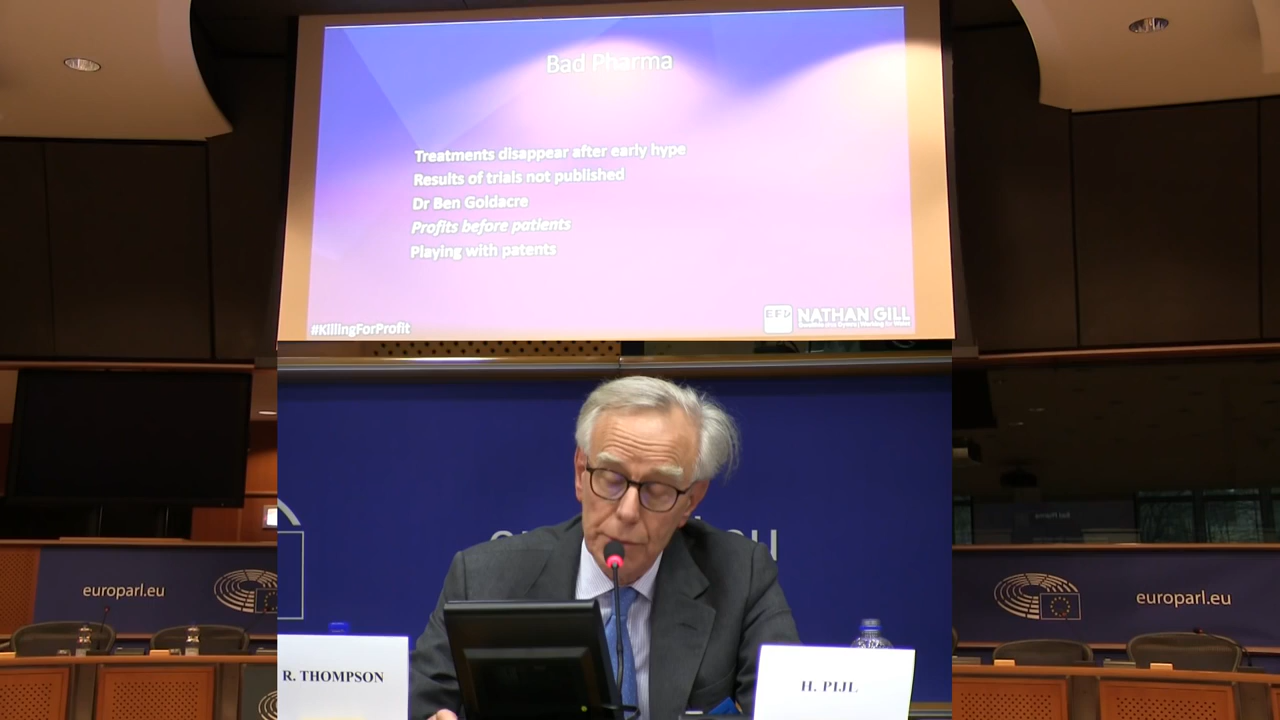 Bad Pharma
Treatments disappear after early hype
Results of trials not published
Dr Ben Goldacre
Profits before patients
Playing with patents
#KillingForProfit
NATHAN GILL
europarl.eu
eu
R. THOMPSON
H. PIJL
europarl.eu